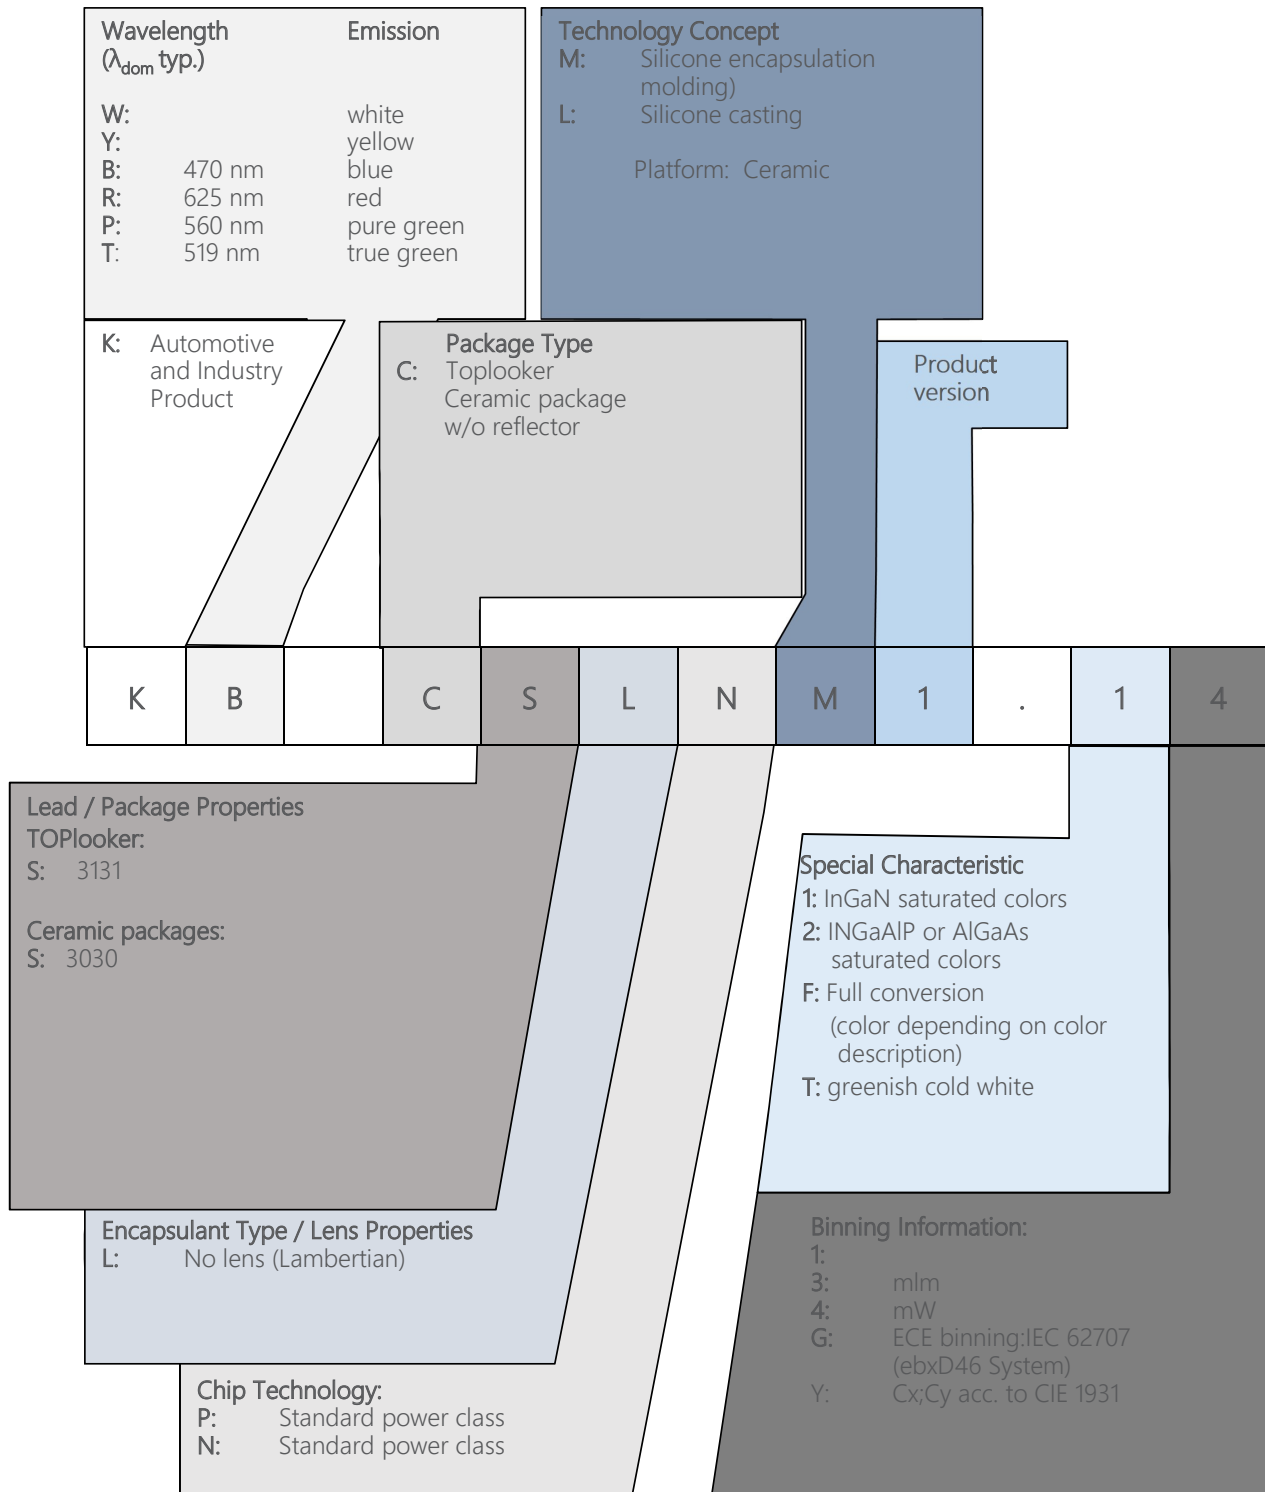 Wavelength Emission
(λdom typ.)
W: white
Y: yellow
B: 470 nm blue
R: 625 nm red
P: 560 nm pure green
T: 519 nm true green
Technology Concept
M: Silicone encapsulation
molding)
L: Silicone casting
Platform: Ceramic
K: Automotive
and Industry
Product
Package Type
C: Toplooker
Ceramic package
w/o reflector
Product
version
K B C S L N M 1 . 1 4
Lead / Package Properties
TOPlooker:
S: 3131
Ceramic packages:
S: 3030
Special Characteristic
1: InGaN saturated colors
2: INGaAlP or AlGaAs
saturated colors
F: Full conversion
(color depending on color
description)
T: greenish cold white
Encapsulant Type / Lens Properties
L: No lens (Lambertian)
Binning Information:
1:
3: mlm
4: mW
G: ECE binning:IEC 62707
(ebxD46 System)
Y: Cx;Cy acc. to CIE 1931
Chip Technology:
P: Standard power class
N: Standard power class